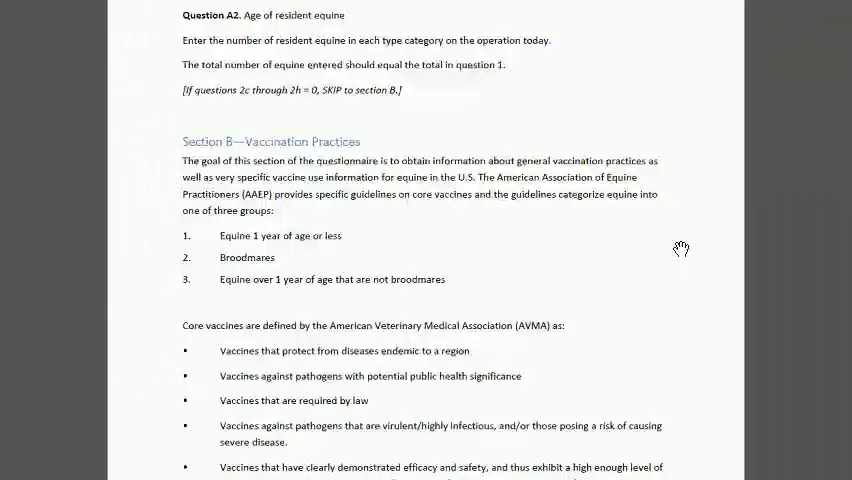 Question A2. Age of resident equine
Enter the number of resident equine in each type category on the operation today.
The total number of equine entered should equal the total in question 1.
[If questions 2c through 2h = 0, SKIP to section B.]
Section B—Vaccination Practices
The goal of this section of the questionnaire is to obtain information about general vaccination practices as
well as very specific vaccine use information for equine in the U.S. The American Association of Equine
Practitioners (AAEP) provides specific guidelines on core vaccines and the guidelines categorize equine into
one of three groups:
1. Equine 1 year of age or less
2. Broodmares
3. Equine over 1 year of age that are not broodmares
Core vaccines are defined by the American Veterinary Medical Association (AVMA) as:
• Vaccines that protect from diseases endemic to a region
• Vaccines against pathogens with potential public health significance
• Vaccines that are required by law
• Vaccines against pathogens that are virulent/highly infectious, and/or those posing a risk of causing
severe disease.
• Vaccines that have clearly demonstrated efficacy and safety, and thus exhibit a high enough level of